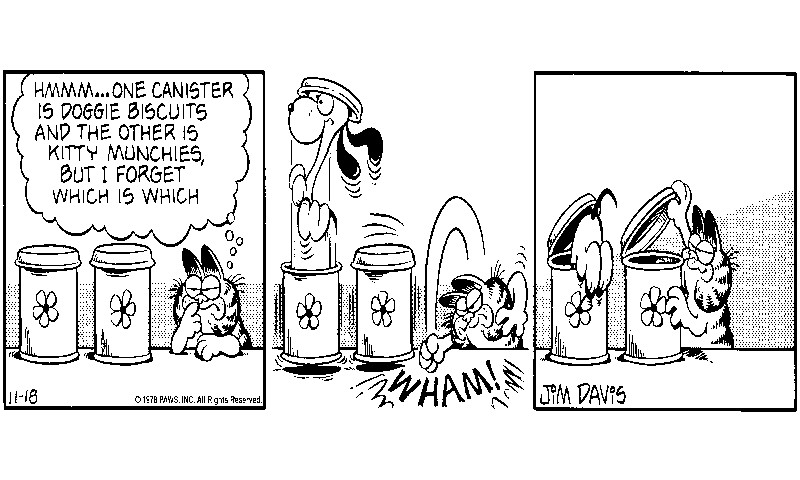 HMMM...ONE CANISTER
IS DOGGIE BISCUITS
AND THE OTHER IS
KITTY MUNCHIES,
BUT I FORGET
WHICH IS WHICH
11-18
© 1978 PAWS, INC. All Rights Reserved.
WHAM!
JIM DAVIS